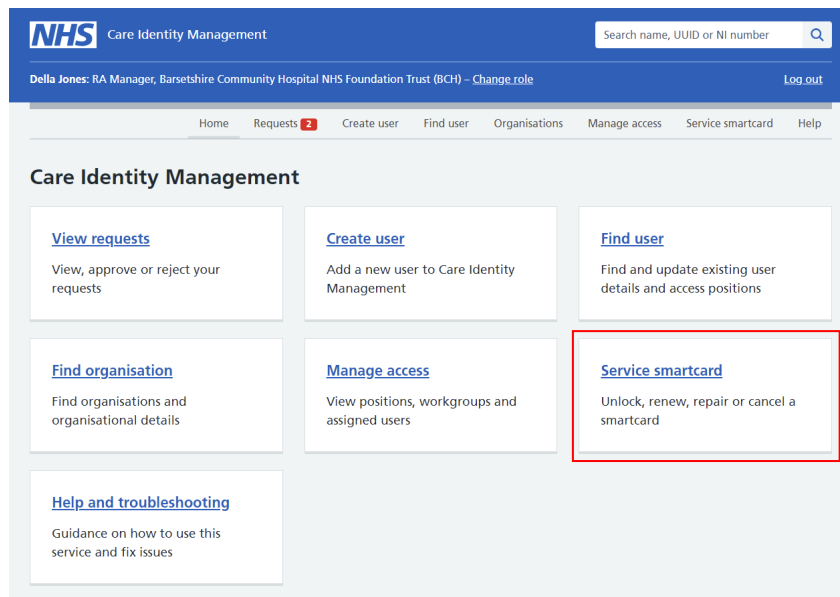 NHS Care Identity Management
Search name, UUID or NI number
Della Jones: RA Manager, Barsetshire Community Hospital NHS Foundation Trust (BCH) – Change role
Log out
Home Requests 2 Create user Find user Organisations Manage access Service smartcard Help
Care Identity Management
View requests
View, approve or reject your
requests
Create user
Add a new user to Care Identity
Management
Find user
Find and update existing user
details and access positions
Find organisation
Find organisations and
organisational details
Manage access
View positions, workgroups and
assigned users
Service smartcard
Unlock, renew, repair or cancel a
smartcard
Help and troubleshooting
Guidance on how to use this
service and fix issues